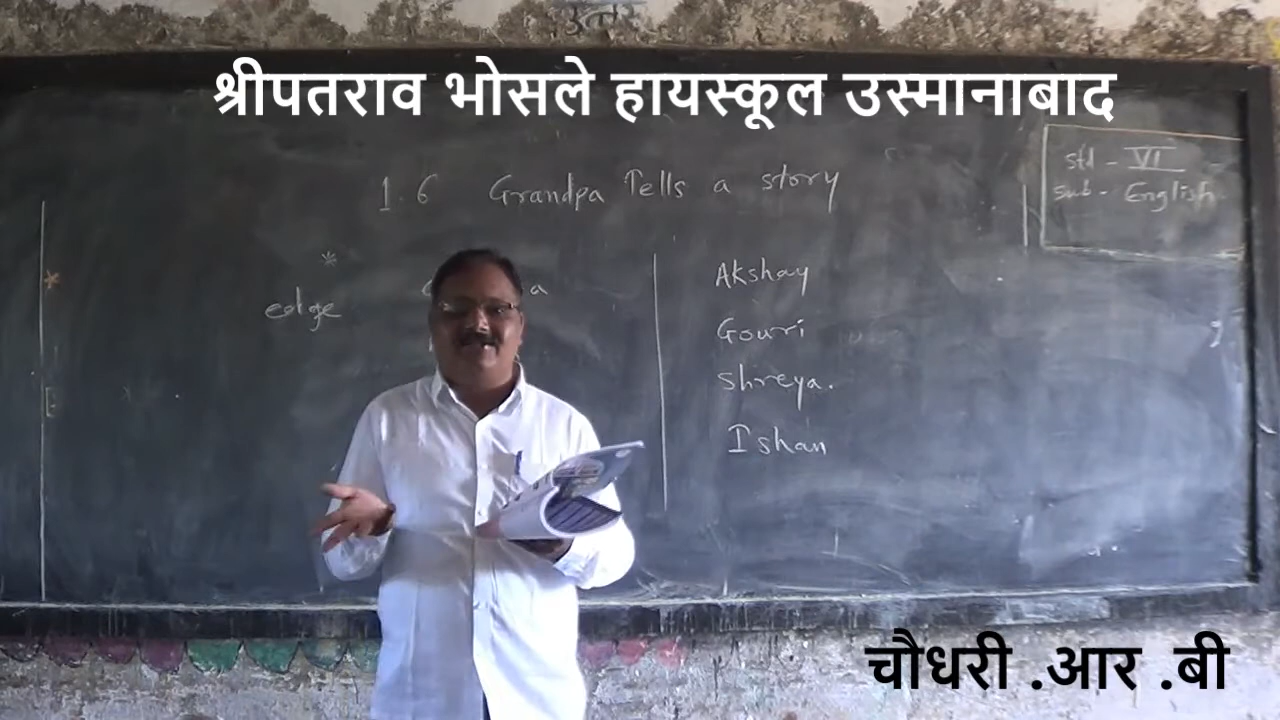 श्रीपतराव भोसले हायस्कूल उस्मानाबाद
std - VI
sub - English
1.6 Grandpa Tells a story
edge
Akshay
Gouri
Shreya.
Ishan
चौधरी .आर .बी